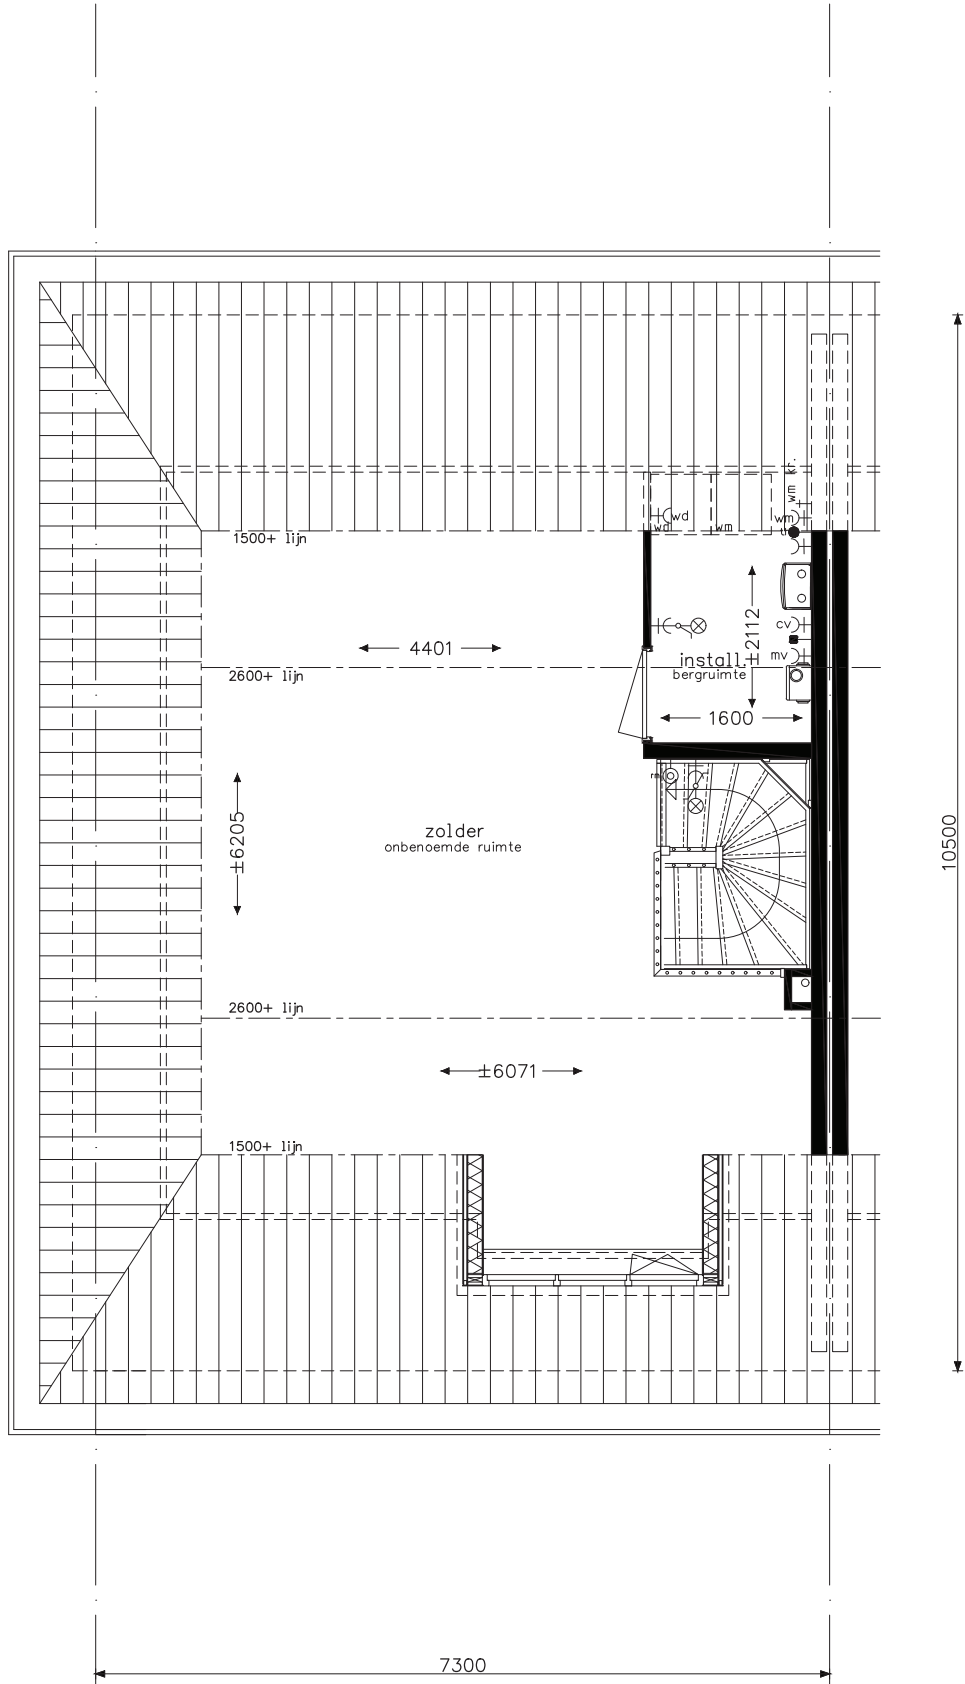 wm kr.
wd
wm
wd
wm
1500+ lijn
4401
±2112
cv
mv
install.
bergruimte
2600+ lijn
1600
rm
±6205
zolder
onbenoemde ruimte
10500
2600+ lijn
±6071
1500+ lijn
7300